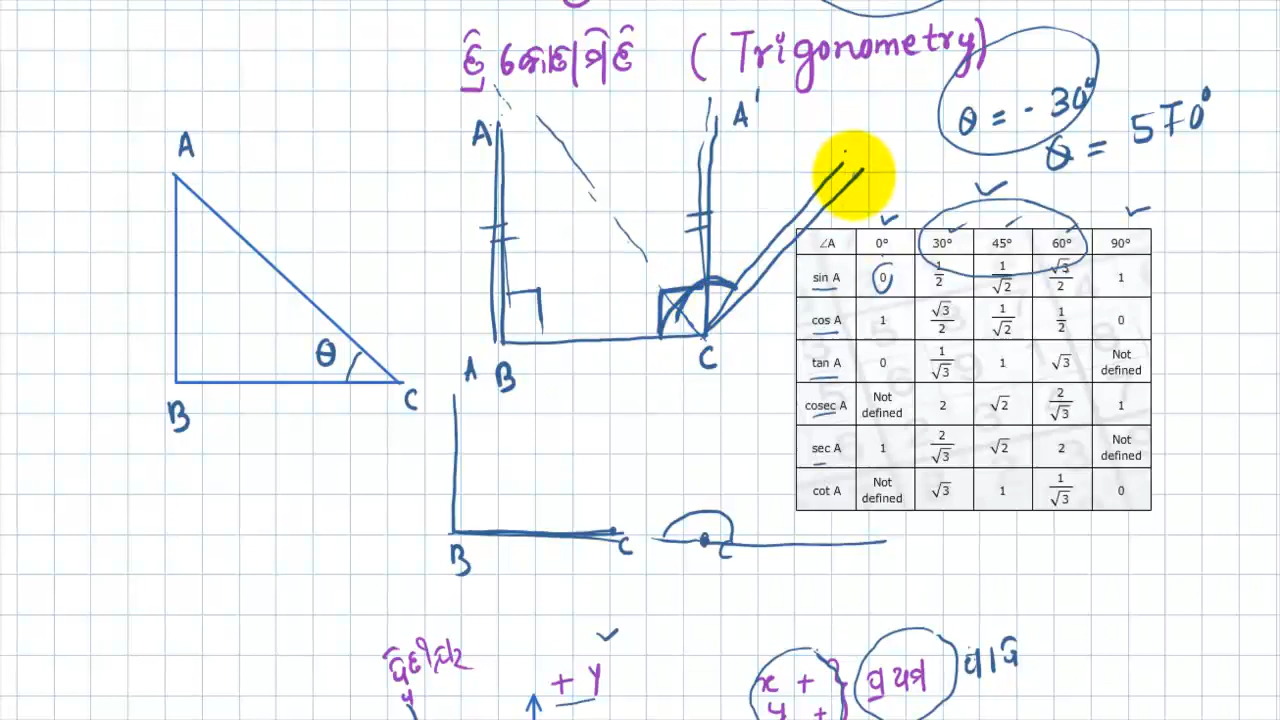 ତ୍ରିକୋଣମିତି (Trigonometry)
θ = - 30°
θ = 570°
A
B
C
θ
A
B
C
A'
A
B
C
C
∠A 0° 30° 45° 60° 90°
sin A 0 1/2 1/√2 √3/2 1
cos A 1 √3/2 1/√2 1/2 0
tan A 0 1/√3 1 √3 Not defined
cosec A Not defined 2 √2 2/√3 1
sec A 1 2/√3 √2 2 Not defined
cot A Not defined √3 1 1/√3 0
+ y
x +
y +